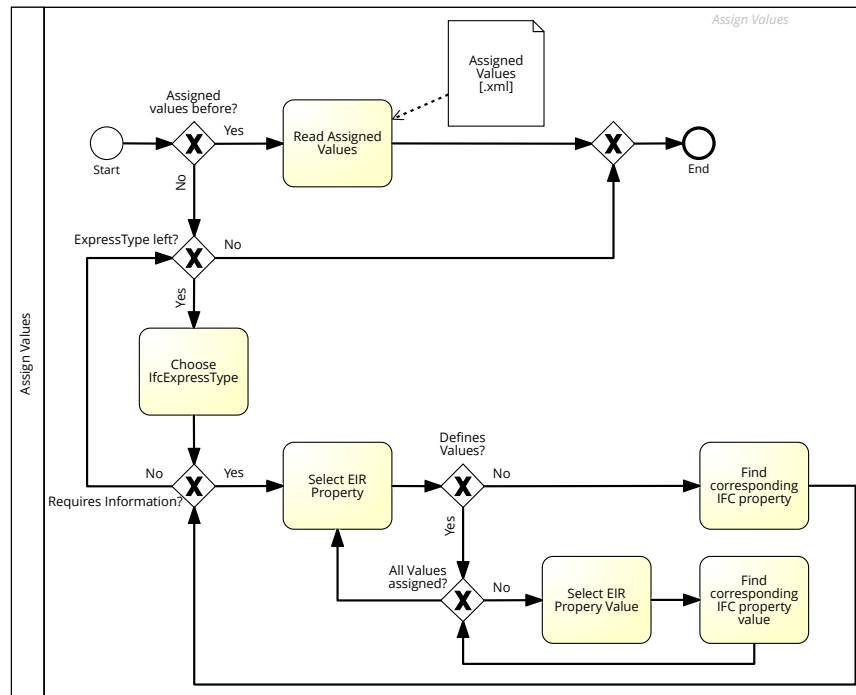 Assign Values
Assign Values
Assigned
values before?
Yes
No
Start
Read Assigned
Values
Assigned
Values
[.xml]
End
ExpressType left?
No
Yes
Choose
IfcExpressType
No
Requires Information?
Yes
Select EIR
Property
Defines
Values?
No
Yes
Find
corresponding
IFC property
All Values
assigned?
No
Select EIR
Propery Value
Find
corresponding
IFC property
value